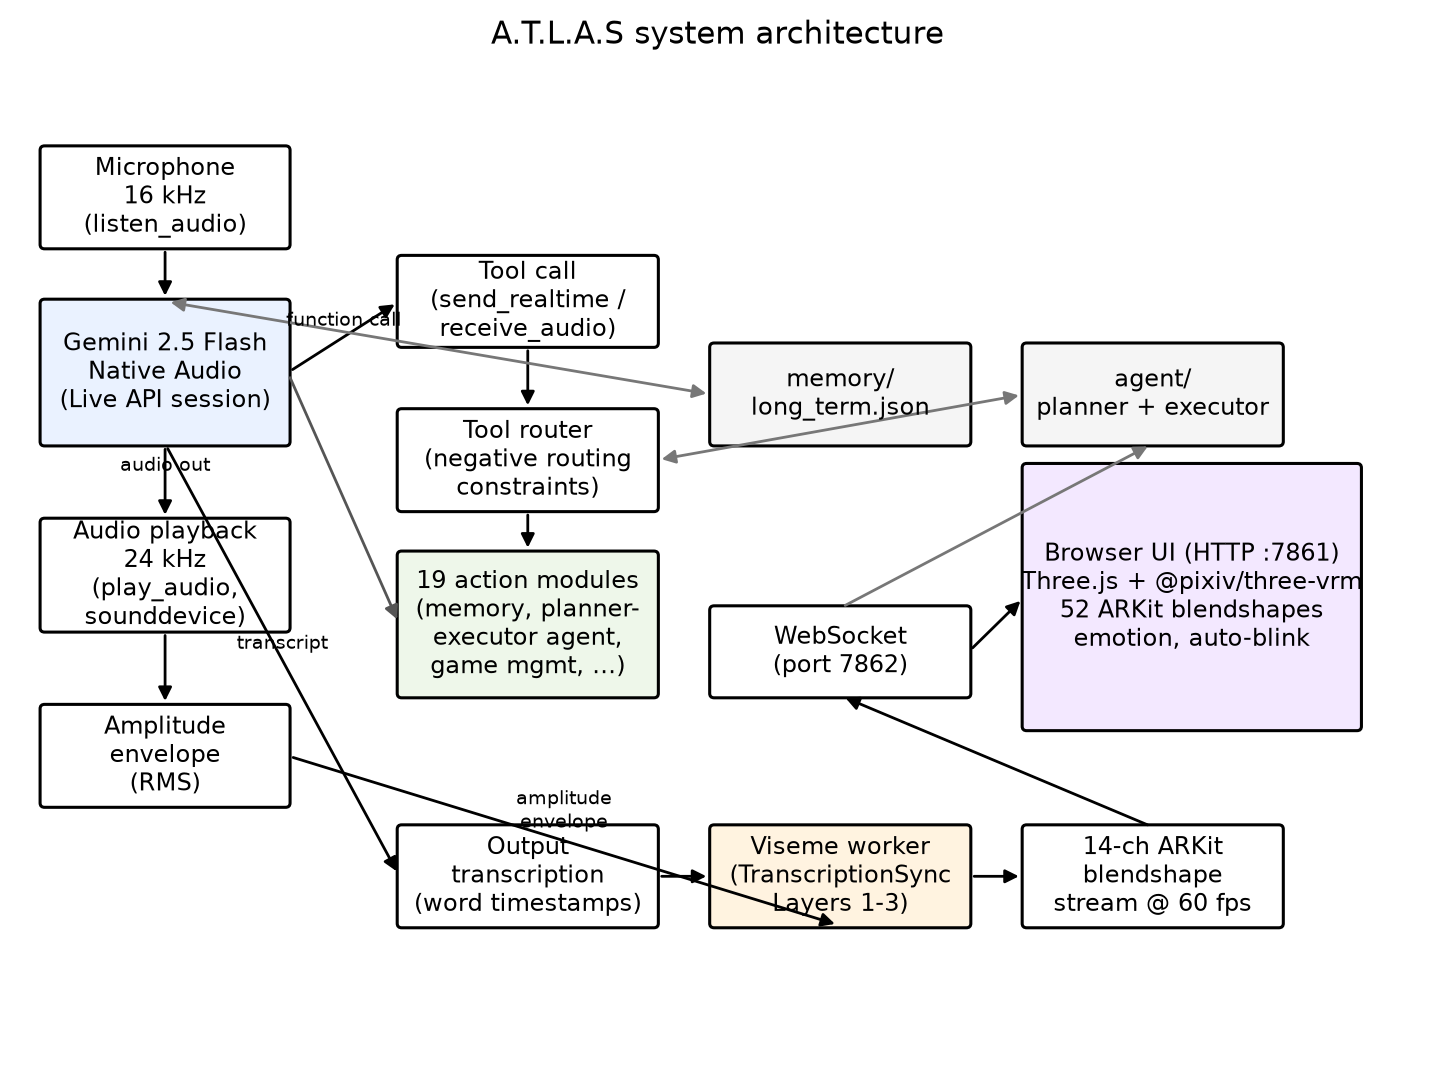 A.T.L.A.S system architecture
Microphone
16 kHz
(listen_audio)
Gemini 2.5 Flash
Native Audio
(Live API session)
function call
Tool call
(send_realtime /
receive_audio)
memory/
long_term.json
agent/
planner + executor
Tool router
(negative routing
constraints)
audio out
Audio playback
24 kHz
(play_audio,
sounddevice)
19 action modules
(memory, planner-
executor agent,
game mgmt, ...)
Browser UI (HTTP :7861)
Three.js + @pixiv/three-vrm
52 ARKit blendshapes
emotion, auto-blink
WebSocket
(port 7862)
transcript
Amplitude
envelope
(RMS)
amplitude
envelope
Output
transcription
(word timestamps)
Viseme worker
(TranscriptionSync
Layers 1-3)
14-ch ARKit
blendshape
stream @ 60 fps